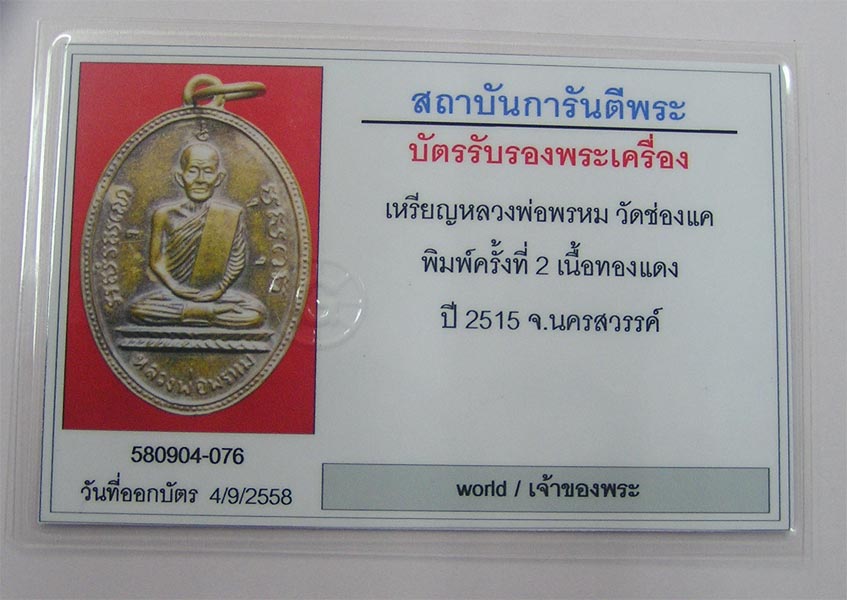 สถาบันการันตีพระ
บัตรรับรองพระเครื่อง
เหรียญหลวงพ่อพรหม วัดช่องแค
พิมพ์ครั้งที่ 2 เนื้อทองแดง
ปี 2515 จ.นครสวรรค์
หลวงพ่อพรหม
580904-076
วันที่ออกบัตร 4/9/2558
world / เจ้าของพระ